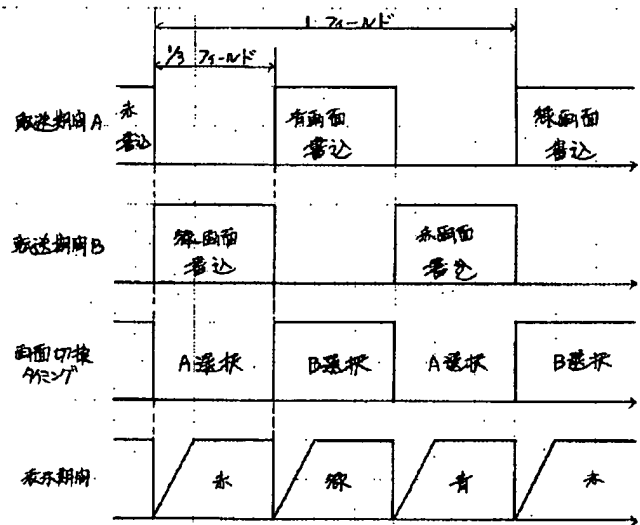 1フィールド
1/3 フィールド
転送期間A
赤
書込
青画面
書込
緑画面
書込
転送期間B
緑画面
書込
赤画面
書込
画面切換
タイミング
A選択
B選択
A選択
B選択
表示期間
赤
緑
青
赤